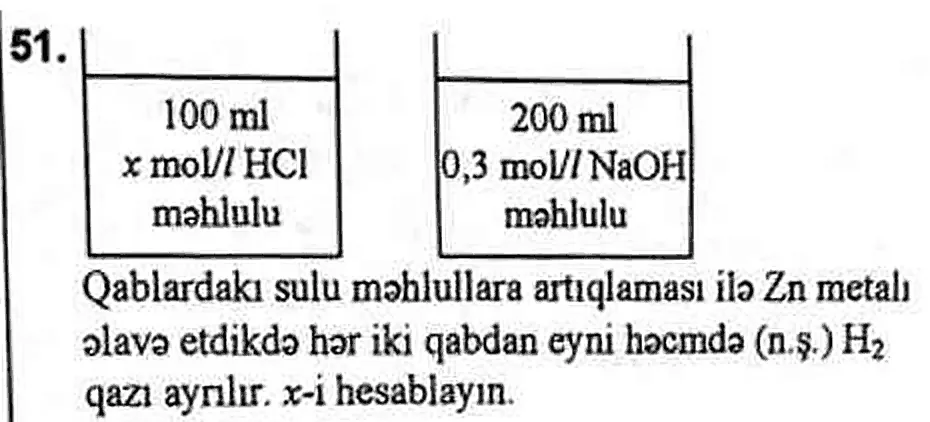 51.
100 ml
x mol/l HCl
məhlulu
200 ml
0,3 mol/l NaOH
məhlulu
Qablardakı sulu məhlullara artıqlaması ilə Zn metalı
əlavə etdikdə hər iki qabdan eyni həcmdə (n.ş.) H₂
qazı ayrılır. x-i hesablayın.